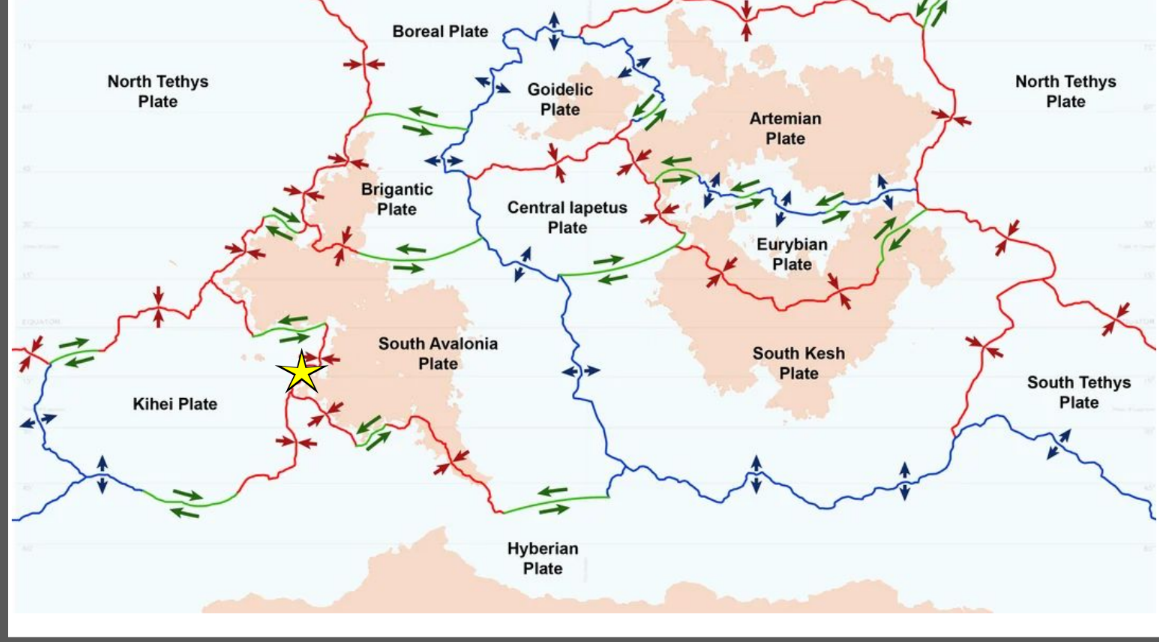 Boreal Plate
North Tethys
Plate
Goidelic
Plate
North Tethys
Plate
Artemian
Plate
Brigantic
Plate
Central Iapetus
Plate
Eurybian
Plate
EQUATOR
South Avalonia
Plate
South Kesh
Plate
Kihei Plate
South Tethys
Plate
Hyberian
Plate